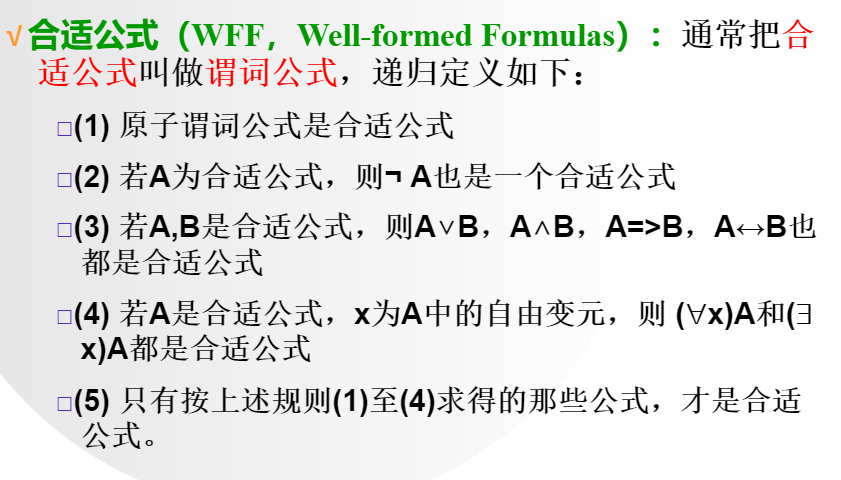 √合适公式（WFF，Well-formed Formulas）：通常把合
适公式叫做谓词公式，递归定义如下：
□(1) 原子谓词公式是合适公式
□(2) 若A为合适公式，则¬ A也是一个合适公式
□(3) 若A,B是合适公式，则A∨B，A∧B，A=>B，A↔B也
都是合适公式
□(4) 若A是合适公式，x为A中的自由变元，则 (∀x)A和(∃
x)A都是合适公式
□(5) 只有按上述规则(1)至(4)求得的那些公式，才是合适
公式。